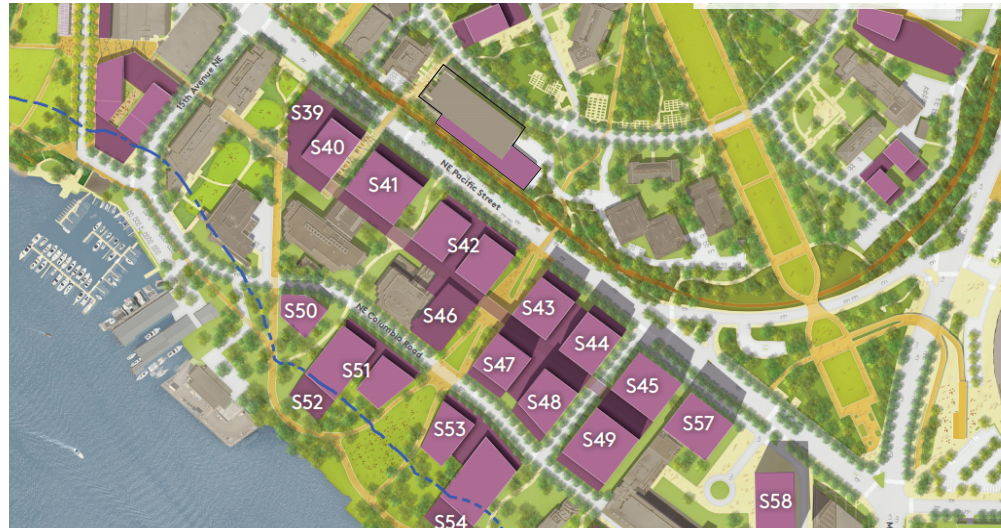 15th Avenue NE
S39
S40
S41
NE Pacific Street
S42
S43
S50
S46
NE Columbia Road
S44
S47
S51
S45
S48
S52
S53
S57
S49
S58
S54
M